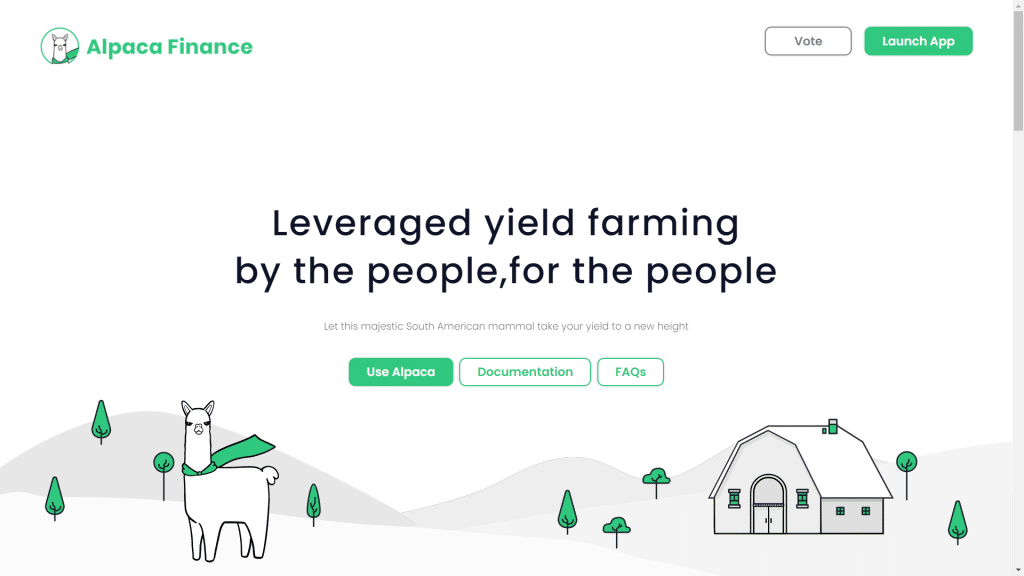 Alpaca Finance
Vote
Launch App
Leveraged yield farming
by the people,for the people
Let this majestic South American mammal take your yield to a new height
Use Alpaca
Documentation
FAQs